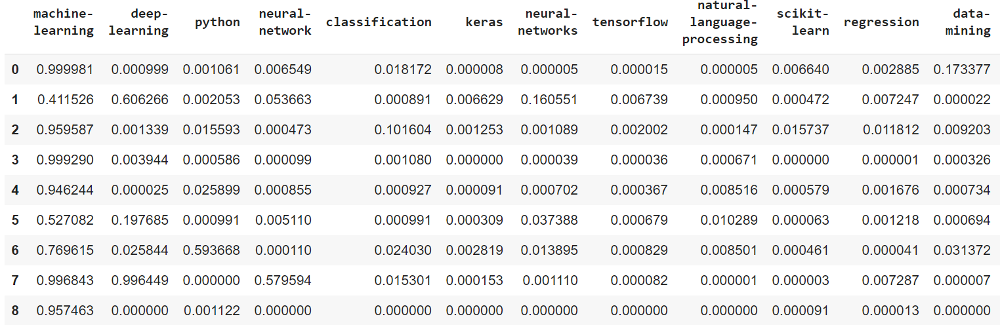 machine-learning deep-learning python neural-network classification keras neural-networks tensorflow natural-language-processing scikit-learn regression data-mining
0 0.999981 0.000999 0.001061 0.006549 0.018172 0.000008 0.000005 0.000015 0.000005 0.006640 0.002885 0.173377
1 0.411526 0.606266 0.002053 0.053663 0.000891 0.006629 0.160551 0.006739 0.000950 0.000472 0.007247 0.000022
2 0.959587 0.001339 0.015593 0.000473 0.101604 0.001253 0.001089 0.002002 0.000147 0.015737 0.011812 0.009203
3 0.999290 0.003944 0.000586 0.000099 0.001080 0.000000 0.000039 0.000036 0.000671 0.000000 0.000001 0.000326
4 0.946244 0.000025 0.025899 0.000855 0.000927 0.000091 0.000702 0.000367 0.008516 0.000579 0.001676 0.000734
5 0.527082 0.197685 0.000991 0.005110 0.000991 0.000309 0.037388 0.000679 0.010289 0.000063 0.001218 0.000694
6 0.769615 0.025844 0.593668 0.000110 0.024030 0.002819 0.013895 0.000829 0.008501 0.000461 0.000041 0.031372
7 0.996843 0.996449 0.000000 0.579594 0.015301 0.000153 0.001110 0.000082 0.000001 0.000003 0.007287 0.000007
8 0.957463 0.000000 0.001122 0.000000 0.000000 0.000000 0.000000 0.000000 0.000000 0.000091 0.000013 0.000000